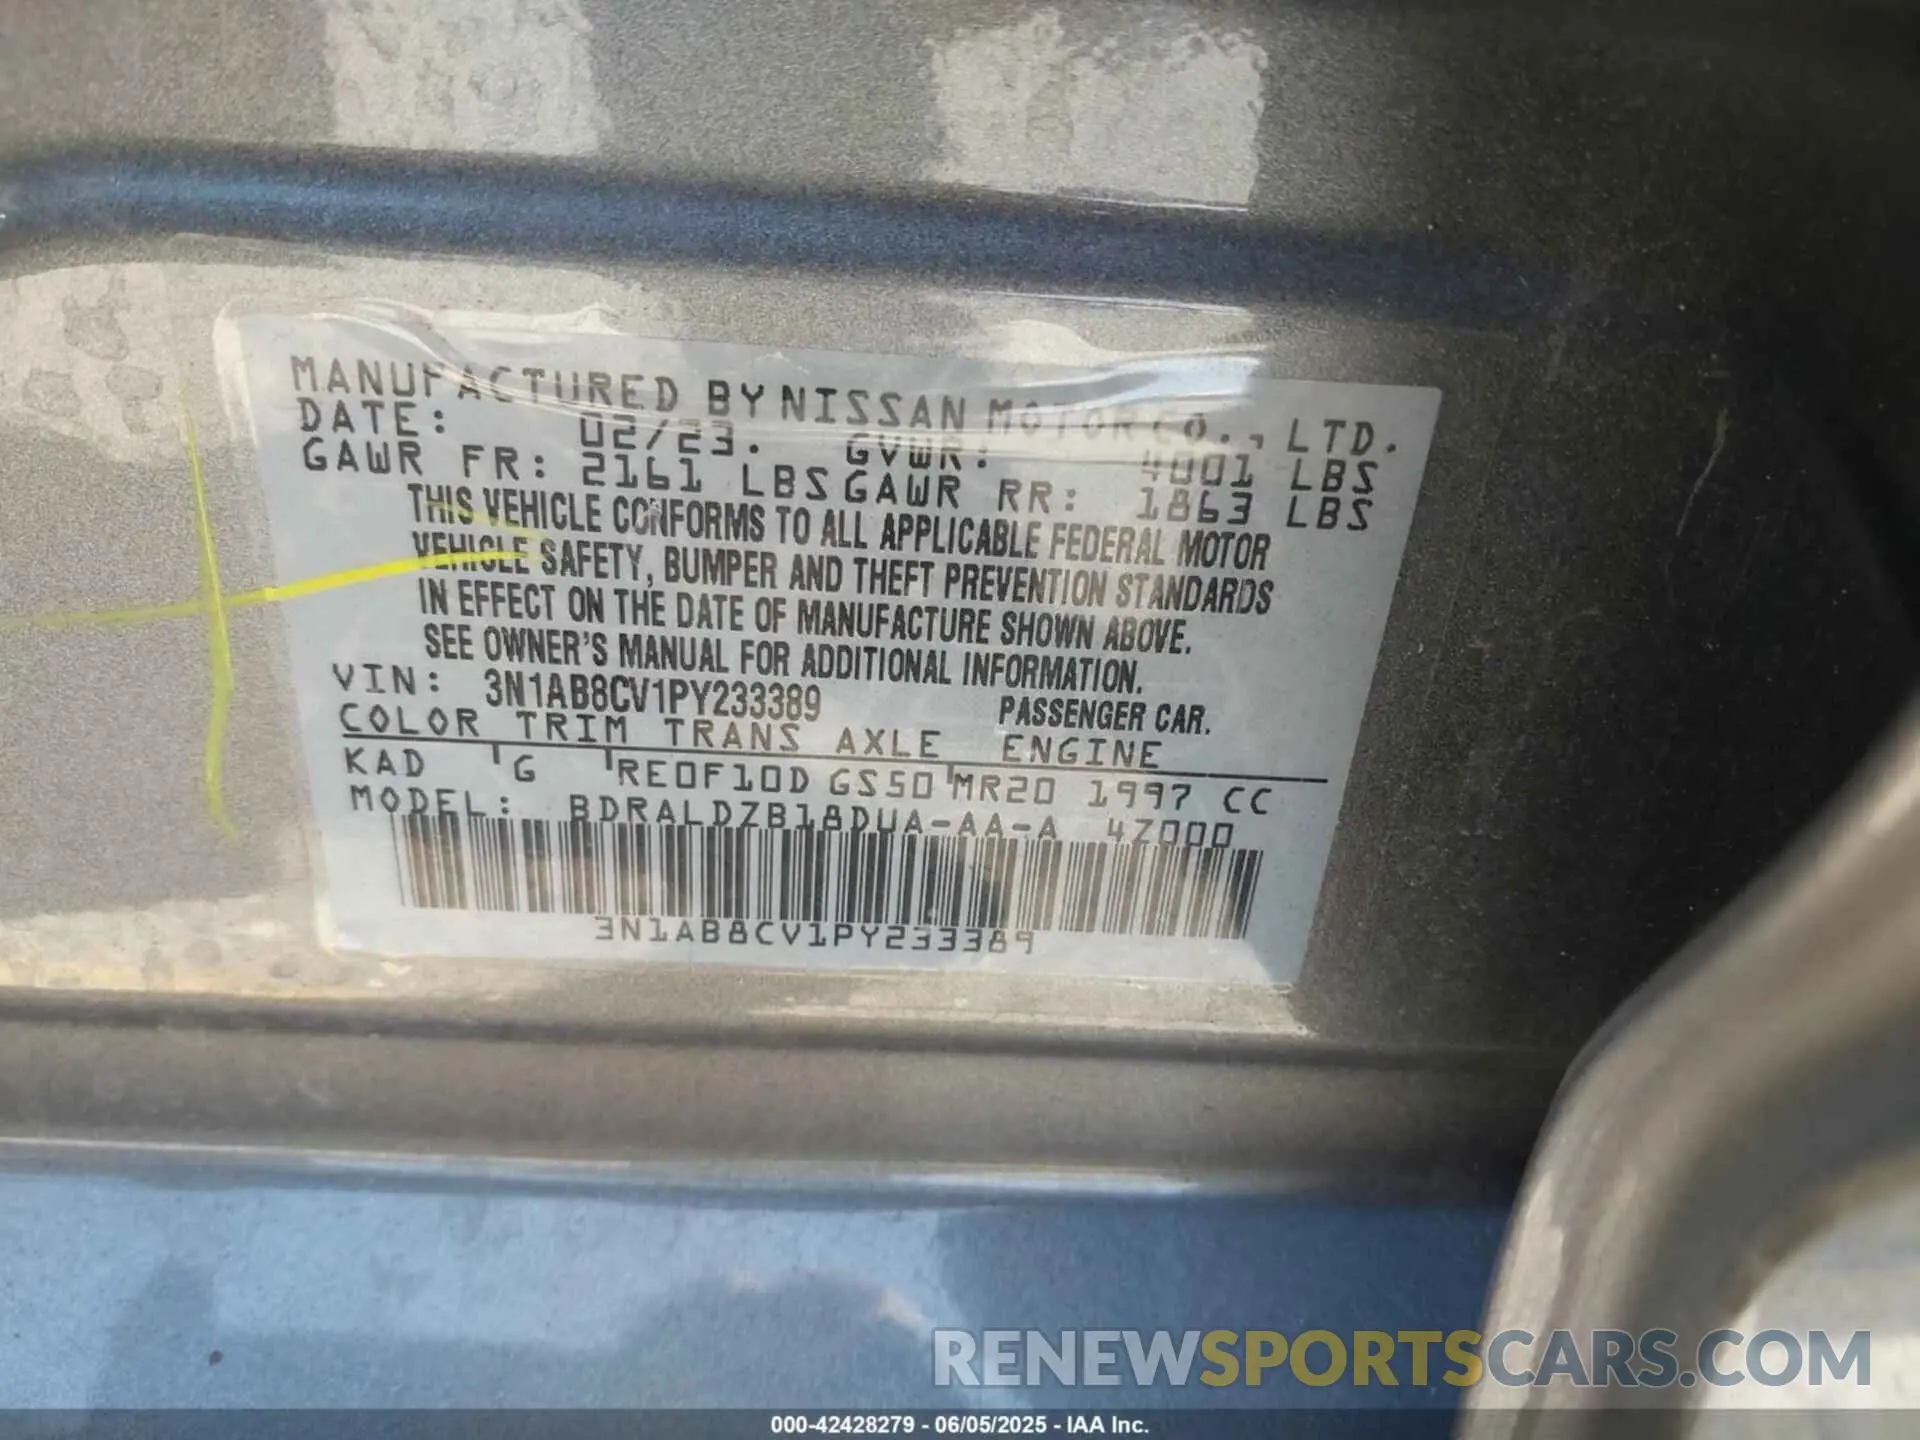 MANUFACTURED BY NISSAN MOTOR CO., LTD.
DATE: 02/23. GVWR: 4001 LBS
GAWR FR: 2161 LBS GAWR RR: 1863 LBS
THIS VEHICLE CONFORMS TO ALL APPLICABLE FEDERAL MOTOR
VEHICLE SAFETY, BUMPER AND THEFT PREVENTION STANDARDS
IN EFFECT ON THE DATE OF MANUFACTURE SHOWN ABOVE.
SEE OWNER'S MANUAL FOR ADDITIONAL INFORMATION.
VIN: 3N1AB8CV1PY233389 PASSENGER CAR.
COLOR TRIM TRANS AXLE ENGINE
KAD G RE0F10D GS50 MR20 1997 CC
MODEL: BDRALDZB18DUA-AA-A 4Z000
3N1AB8CV1PY233389
RENEWSPORTSCARS.COM
000-42428279 - 06/05/2025 - IAA Inc.